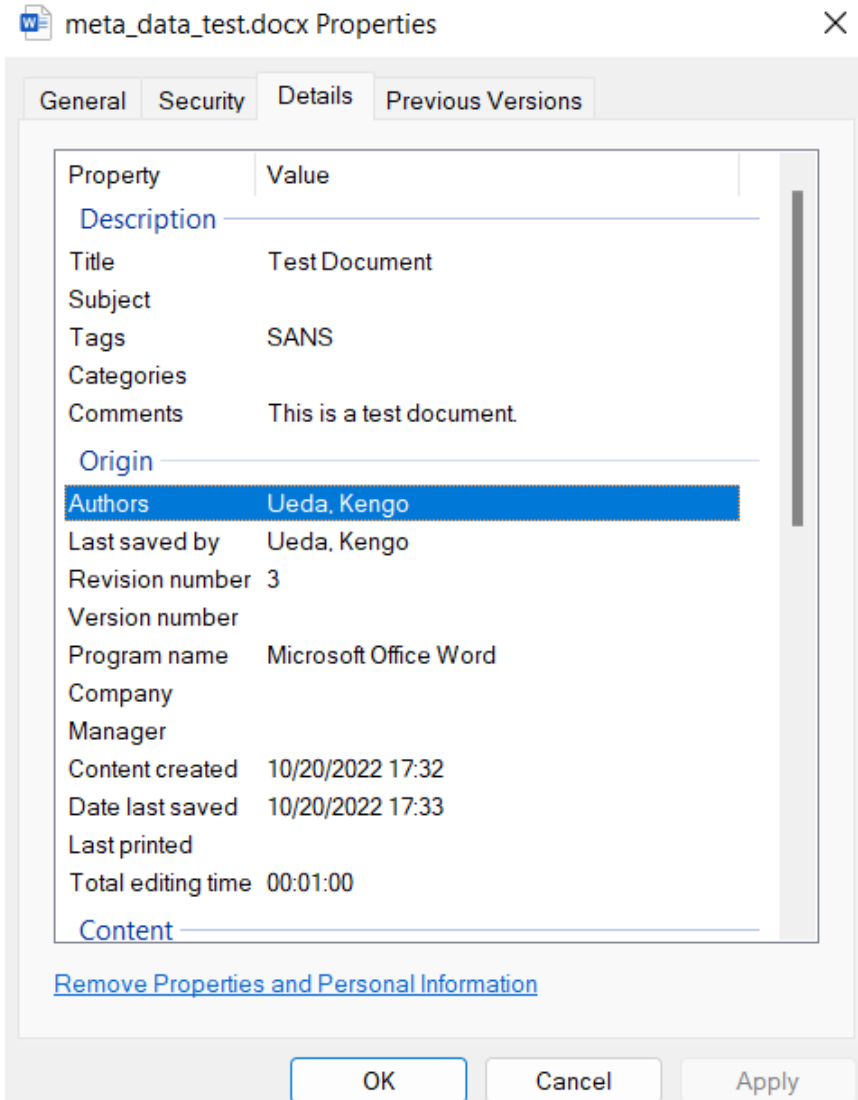 meta_data_test.docx Properties
General Security Details Previous Versions
Property Value
Description
Title Test Document
Subject
Tags SANS
Categories
Comments This is a test document.
Origin
Authors Ueda, Kengo
Last saved by Ueda, Kengo
Revision number 3
Version number
Program name Microsoft Office Word
Company
Manager
Content created 10/20/2022 17:32
Date last saved 10/20/2022 17:33
Last printed
Total editing time 00:01:00
Content
Remove Properties and Personal Information
OK Cancel Apply